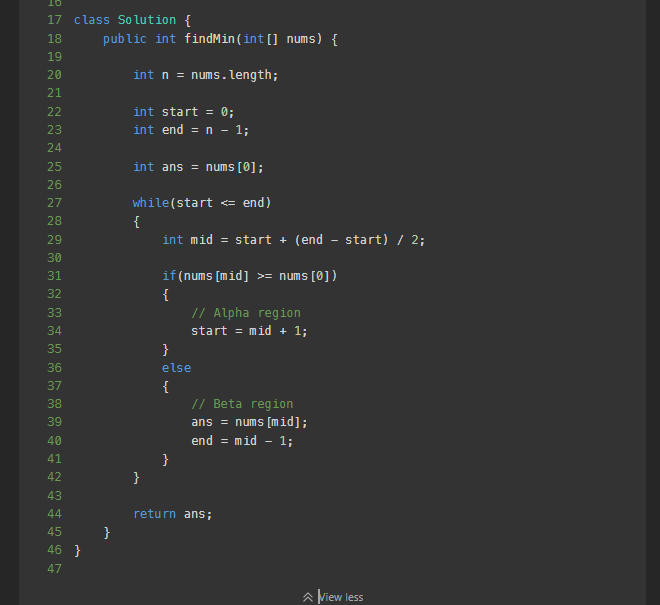 16
17 class Solution {
18     public int findMin(int[] nums) {
19
20         int n = nums.length;
21
22         int start = 0;
23         int end = n - 1;
24
25         int ans = nums[0];
26
27         while(start <= end)
28         {
29             int mid = start + (end - start) / 2;
30
31             if(nums[mid] >= nums[0])
32             {
33                 // Alpha region
34                 start = mid + 1;
35             }
36             else
37             {
38                 // Beta region
39                 ans = nums[mid];
40                 end = mid - 1;
41             }
42         }
43
44         return ans;
45     }
46 }
47
View less